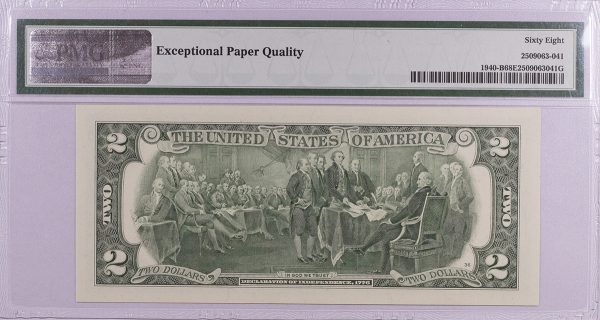 PMG
Exceptional Paper Quality
Sixty Eight
2509063-041
1940-B68E2509063041G
2 2
THE UNITED STATES OF AMERICA
TWO TWO
2 2
TWO DOLLARS TWO DOLLARS
IN GOD WE TRUST
36
DECLARATION OF INDEPENDENCE, 1776